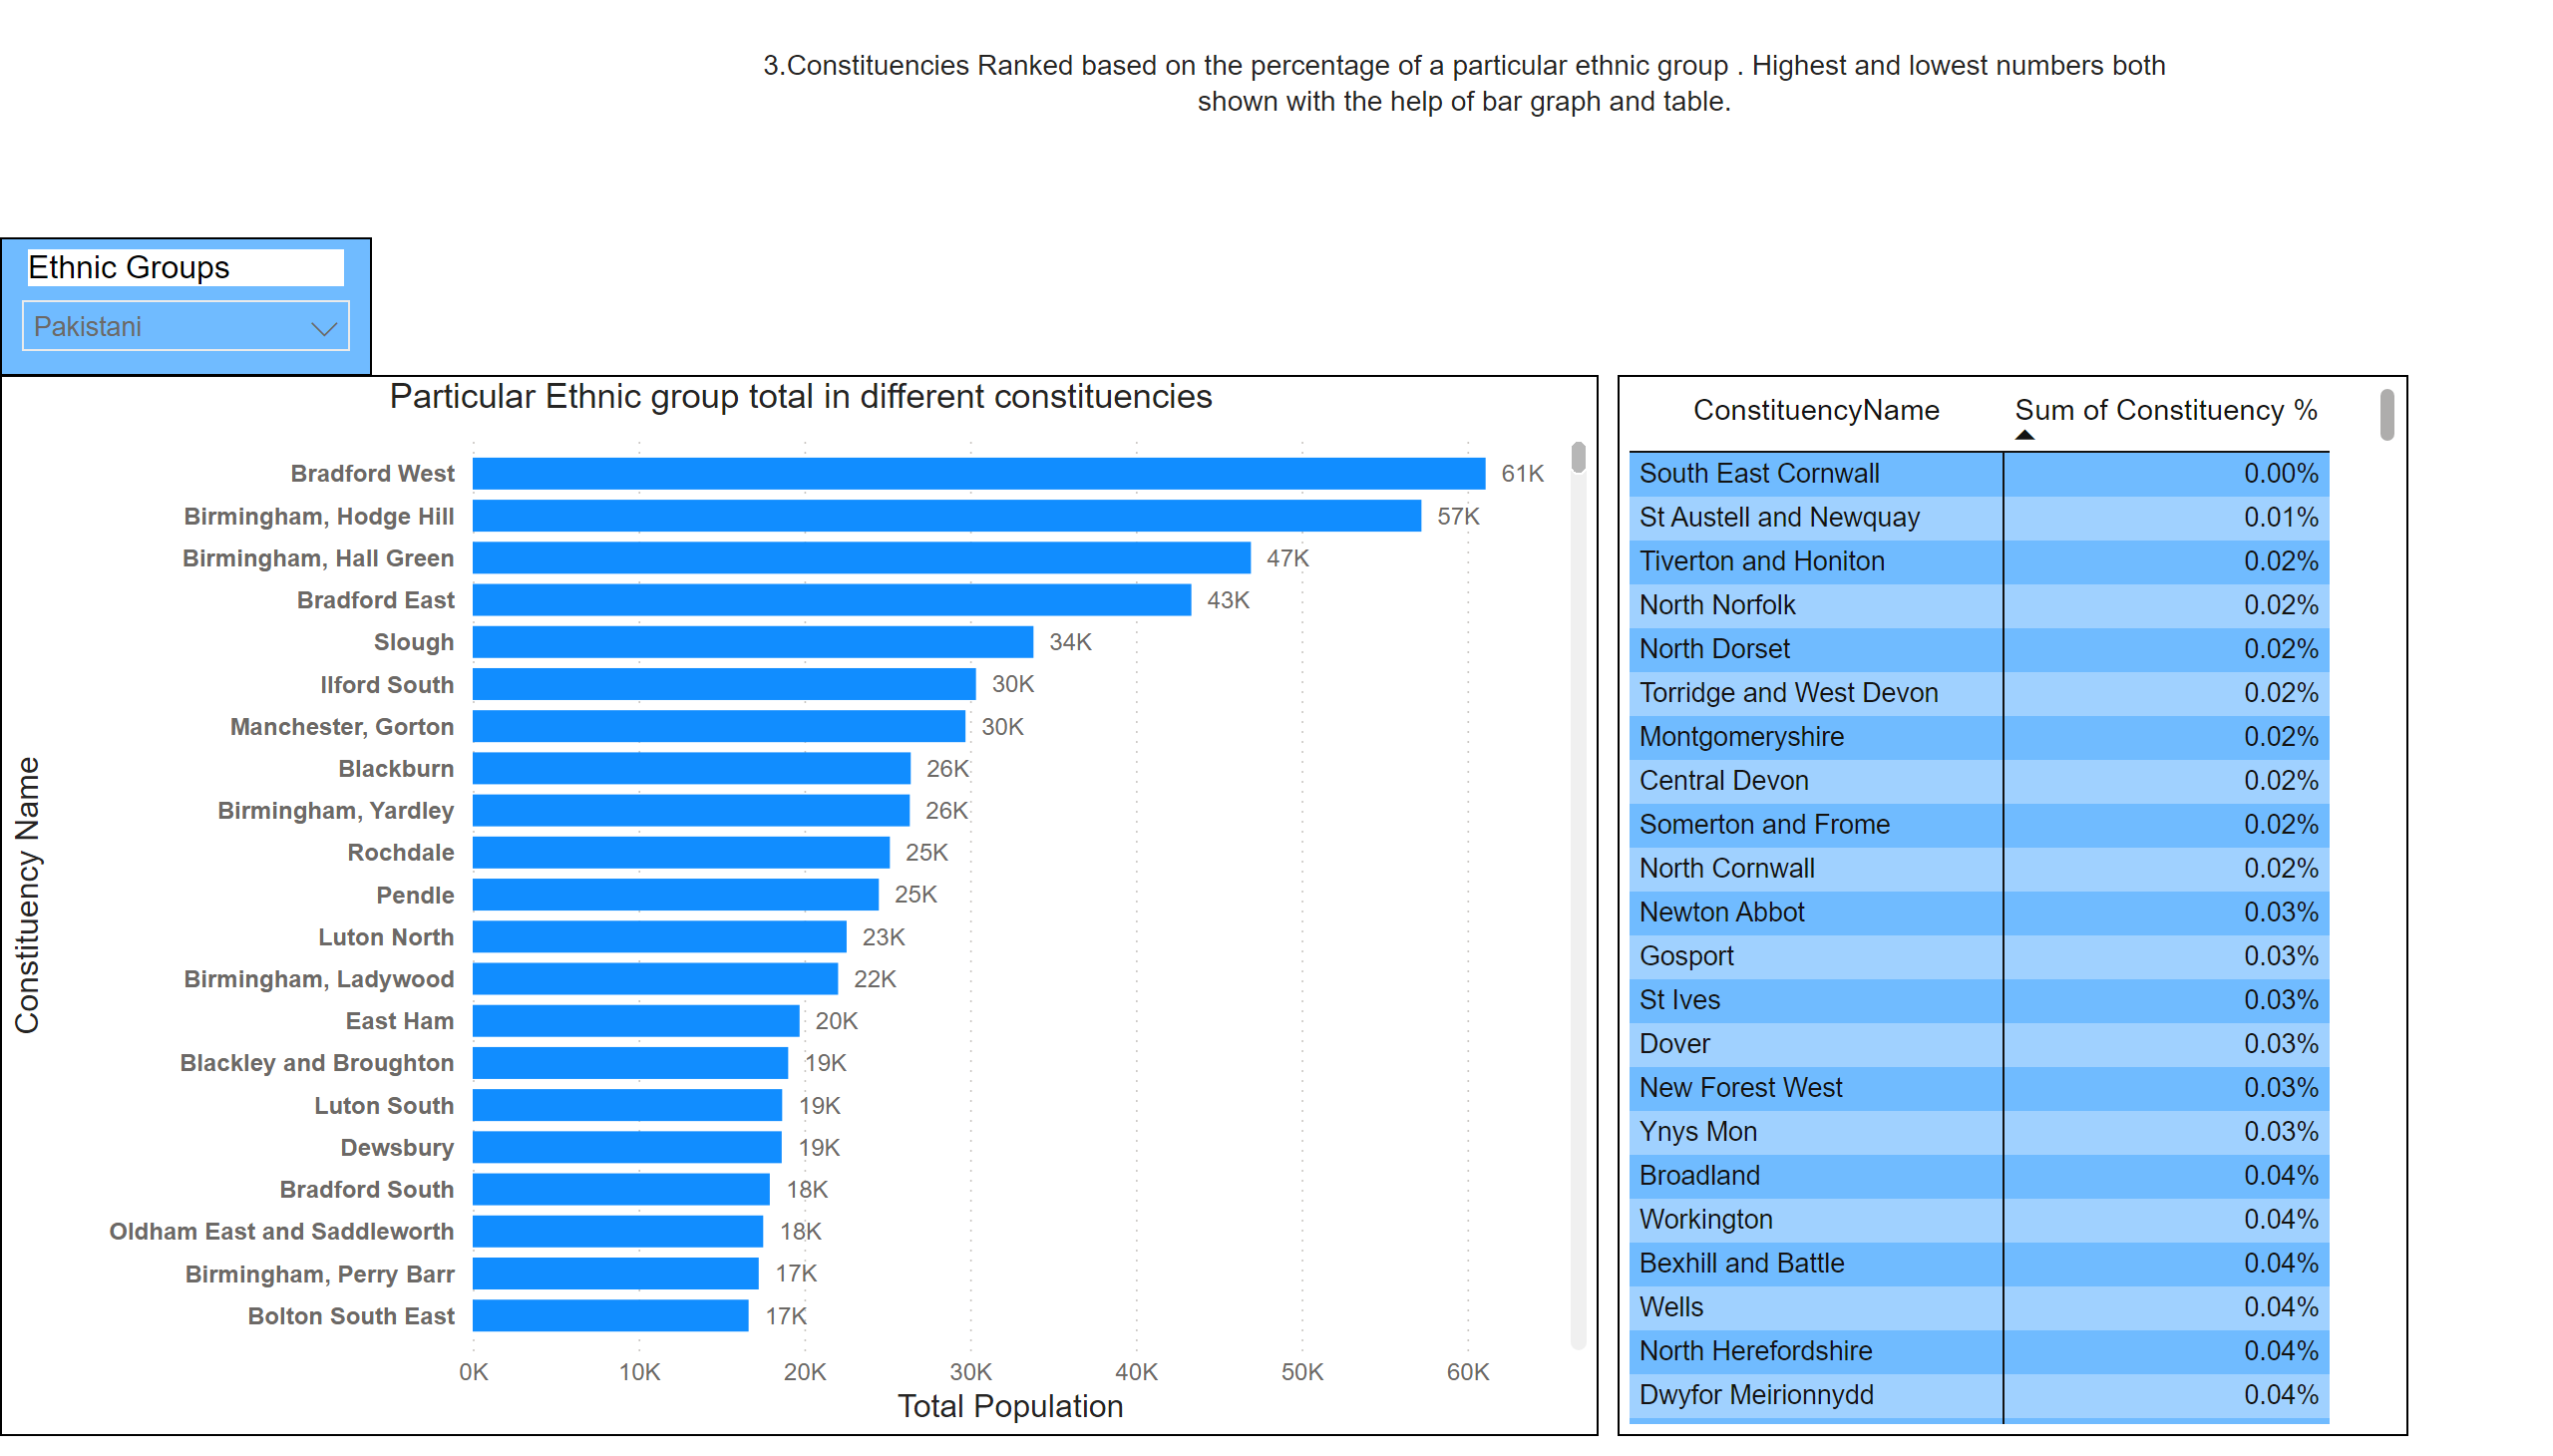 3.Constituencies Ranked based on the percentage of a particular ethnic group . Highest and lowest numbers both
shown with the help of bar graph and table.
Ethnic Groups
Pakistani
Particular Ethnic group total in different constituencies
Constituency Name
Bradford West 61K
Birmingham, Hodge Hill 57K
Birmingham, Hall Green 47K
Bradford East 43K
Slough 34K
Ilford South 30K
Manchester, Gorton 30K
Blackburn 26K
Birmingham, Yardley 26K
Rochdale 25K
Pendle 25K
Luton North 23K
Birmingham, Ladywood 22K
East Ham 20K
Blackley and Broughton 19K
Luton South 19K
Dewsbury 19K
Bradford South 18K
Oldham East and Saddleworth 18K
Birmingham, Perry Barr 17K
Bolton South East 17K
0K 10K 20K 30K 40K 50K 60K
Total Population
ConstituencyName Sum of Constituency %
South East Cornwall 0.00%
St Austell and Newquay 0.01%
Tiverton and Honiton 0.02%
North Norfolk 0.02%
North Dorset 0.02%
Torridge and West Devon 0.02%
Montgomeryshire 0.02%
Central Devon 0.02%
Somerton and Frome 0.02%
North Cornwall 0.02%
Newton Abbot 0.03%
Gosport 0.03%
St Ives 0.03%
Dover 0.03%
New Forest West 0.03%
Ynys Mon 0.03%
Broadland 0.04%
Workington 0.04%
Bexhill and Battle 0.04%
Wells 0.04%
North Herefordshire 0.04%
Dwyfor Meirionnydd 0.04%